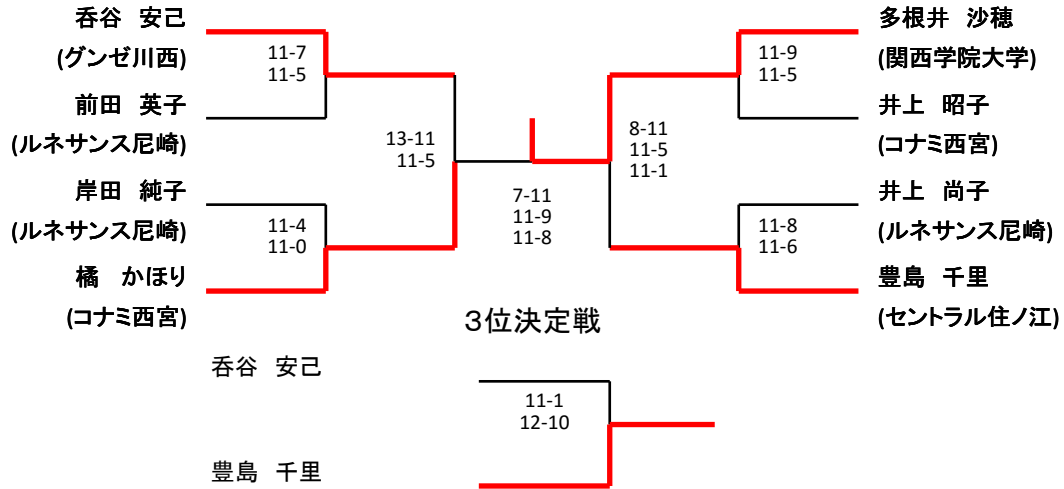 呑谷 安己
(グンゼ川西)
前田 英子
(ルネサンス尼崎)
岸田 純子
(ルネサンス尼崎)
橘 かほり
(コナミ西宮)
11-7
11-5
11-4
11-0
13-11
11-5
7-11
11-9
11-8
8-11
11-5
11-1
11-9
11-5
11-8
11-6
多根井 沙穂
(関西学院大学)
井上 昭子
(コナミ西宮)
井上 尚子
(ルネサンス尼崎)
豊島 千里
(セントラル住ノ江)
3位決定戦
呑谷 安己
11-1
12-10
豊島 千里